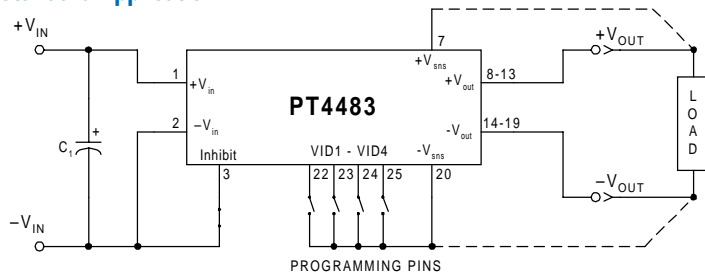 +V_IN
7
+V_sns
+V_OUT
1
+V_in
+V_out
8-13
PT4483
2
−V_in
-V_out
14-19
C_1
+
Inhibit
VID1 - VID4
-V_sns
3
22
23
24
25
20
L
O
A
D
−V_IN
−V_OUT
PROGRAMMING PINS